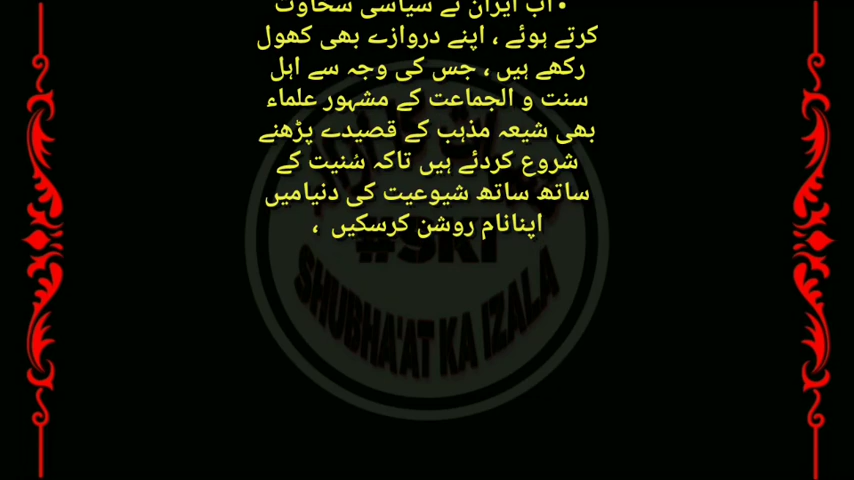 • اب ایران نے سیاسی سخاوت
کرتے ہوئے ، اپنے دروازے بھی کھول
رکھے ہیں ، جس کی وجہ سے اہل
سنت و الجماعت کے مشہور علماء
بھی شیعہ مذہب کے قصیدے پڑھنے
شروع کردئے ہیں تاکہ سُنیت کے
ساتھ ساتھ شیوعیت کی دنیامیں
اپنانام روشن کرسکیں ،
#SKI
SHUBHA'AT KA IZALA